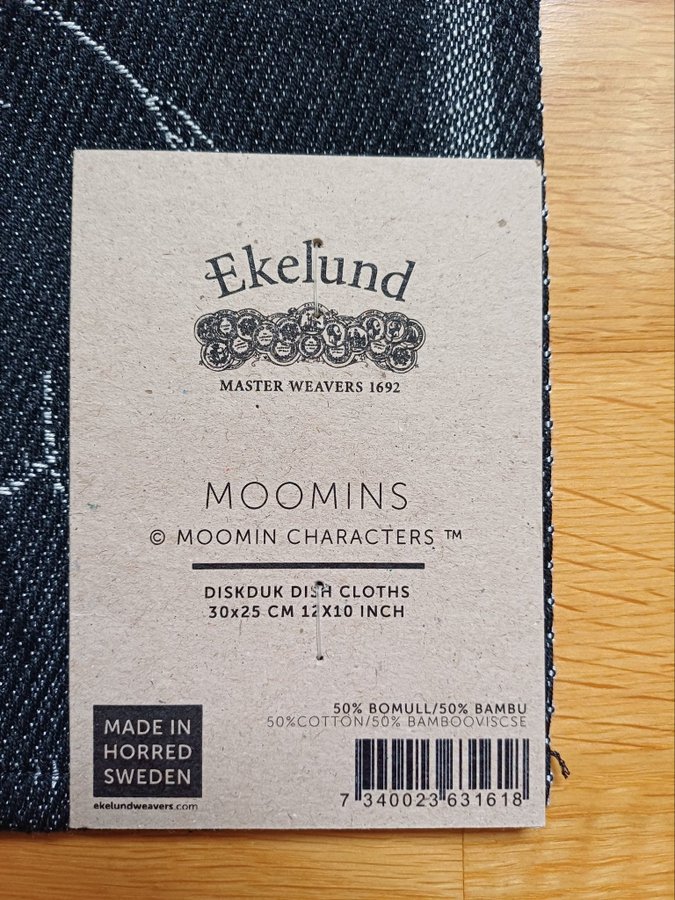 Ekelund
MASTER WEAVERS 1692
MOOMINS
© MOOMIN CHARACTERS ™
DISKDUK DISH CLOTHS
30x25 CM 12X10 INCH
50% BOMULL/50% BAMBU
50%COTTON/50% BAMBOOVISCSE
MADE IN
HORRED
SWEDEN
ekelundweavers.com
7 340023 631618